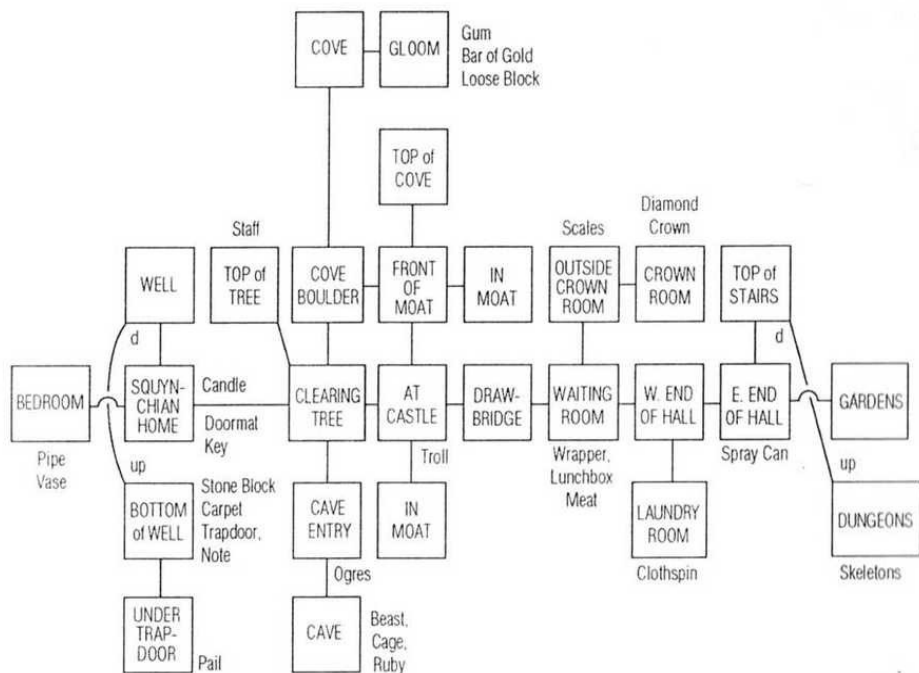 COVE
GLOOM
Gum
Bar of Gold
Loose Block
TOP of
COVE
Staff
Scales
Diamond
Crown
WELL
TOP of
TREE
COVE
BOULDER
FRONT
OF
MOAT
IN
MOAT
OUTSIDE
CROWN
ROOM
CROWN
ROOM
TOP of
STAIRS
d
d
BEDROOM
SQUYN-
CHIAN
HOME
Candle
Doormat
Key
CLEARING
TREE
AT
CASTLE
DRAW-
BRIDGE
WAITING
ROOM
W. END
OF HALL
E. END
OF HALL
GARDENS
Pipe
Vase
up
Troll
Wrapper,
Lunchbox
Meat
Spray Can
up
BOTTOM
of WELL
Stone Block
Carpet
Trapdoor,
Note
CAVE
ENTRY
IN
MOAT
LAUNDRY
ROOM
DUNGEONS
Ogres
Clothspin
Skeletons
UNDER
TRAP-
DOOR
Pail
CAVE
Beast,
Cage,
Ruby